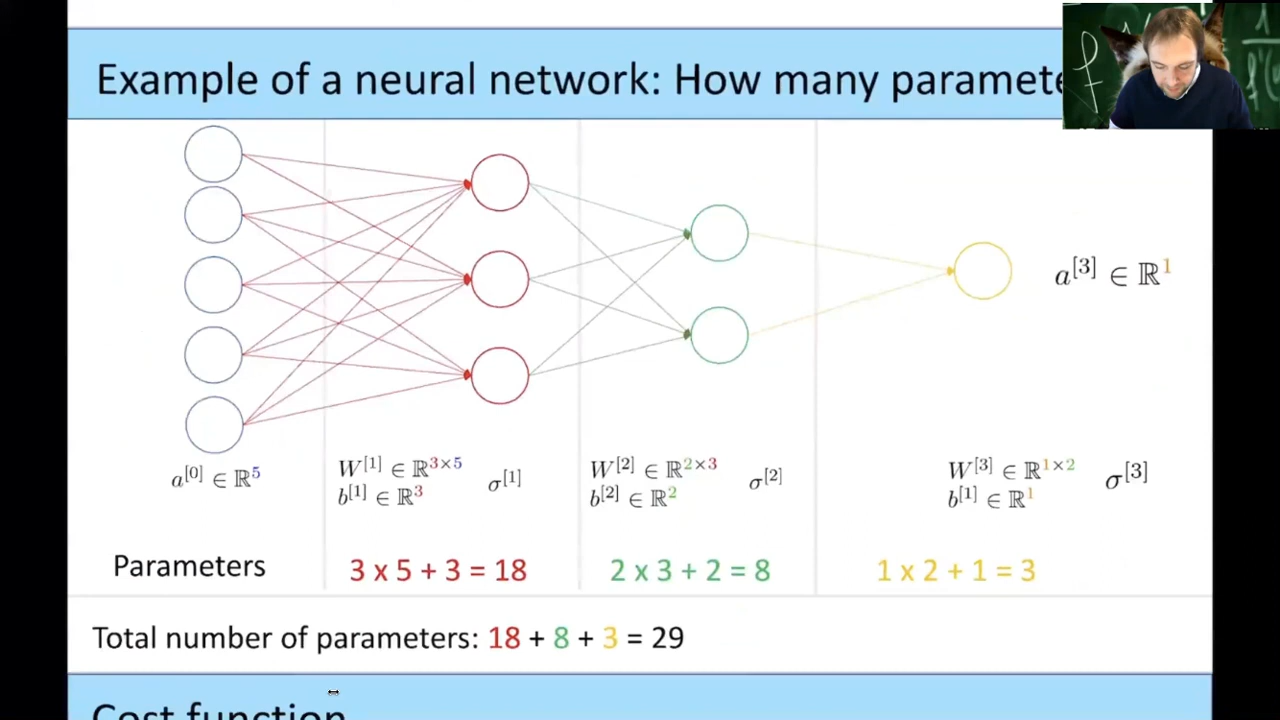 Example of a neural network: How many paramete
a^[3] ∈ ℝ^1
a^[0] ∈ ℝ^5
W^[1] ∈ ℝ^{3×5}
b^[1] ∈ ℝ^3
σ^[1]
W^[2] ∈ ℝ^{2×3}
b^[2] ∈ ℝ^2
σ^[2]
W^[3] ∈ ℝ^{1×2}
b^[1] ∈ ℝ^1
σ^[3]
Parameters
3 x 5 + 3 = 18
2 x 3 + 2 = 8
1 x 2 + 1 = 3
Total number of parameters: 18 + 8 + 3 = 29
Cost function